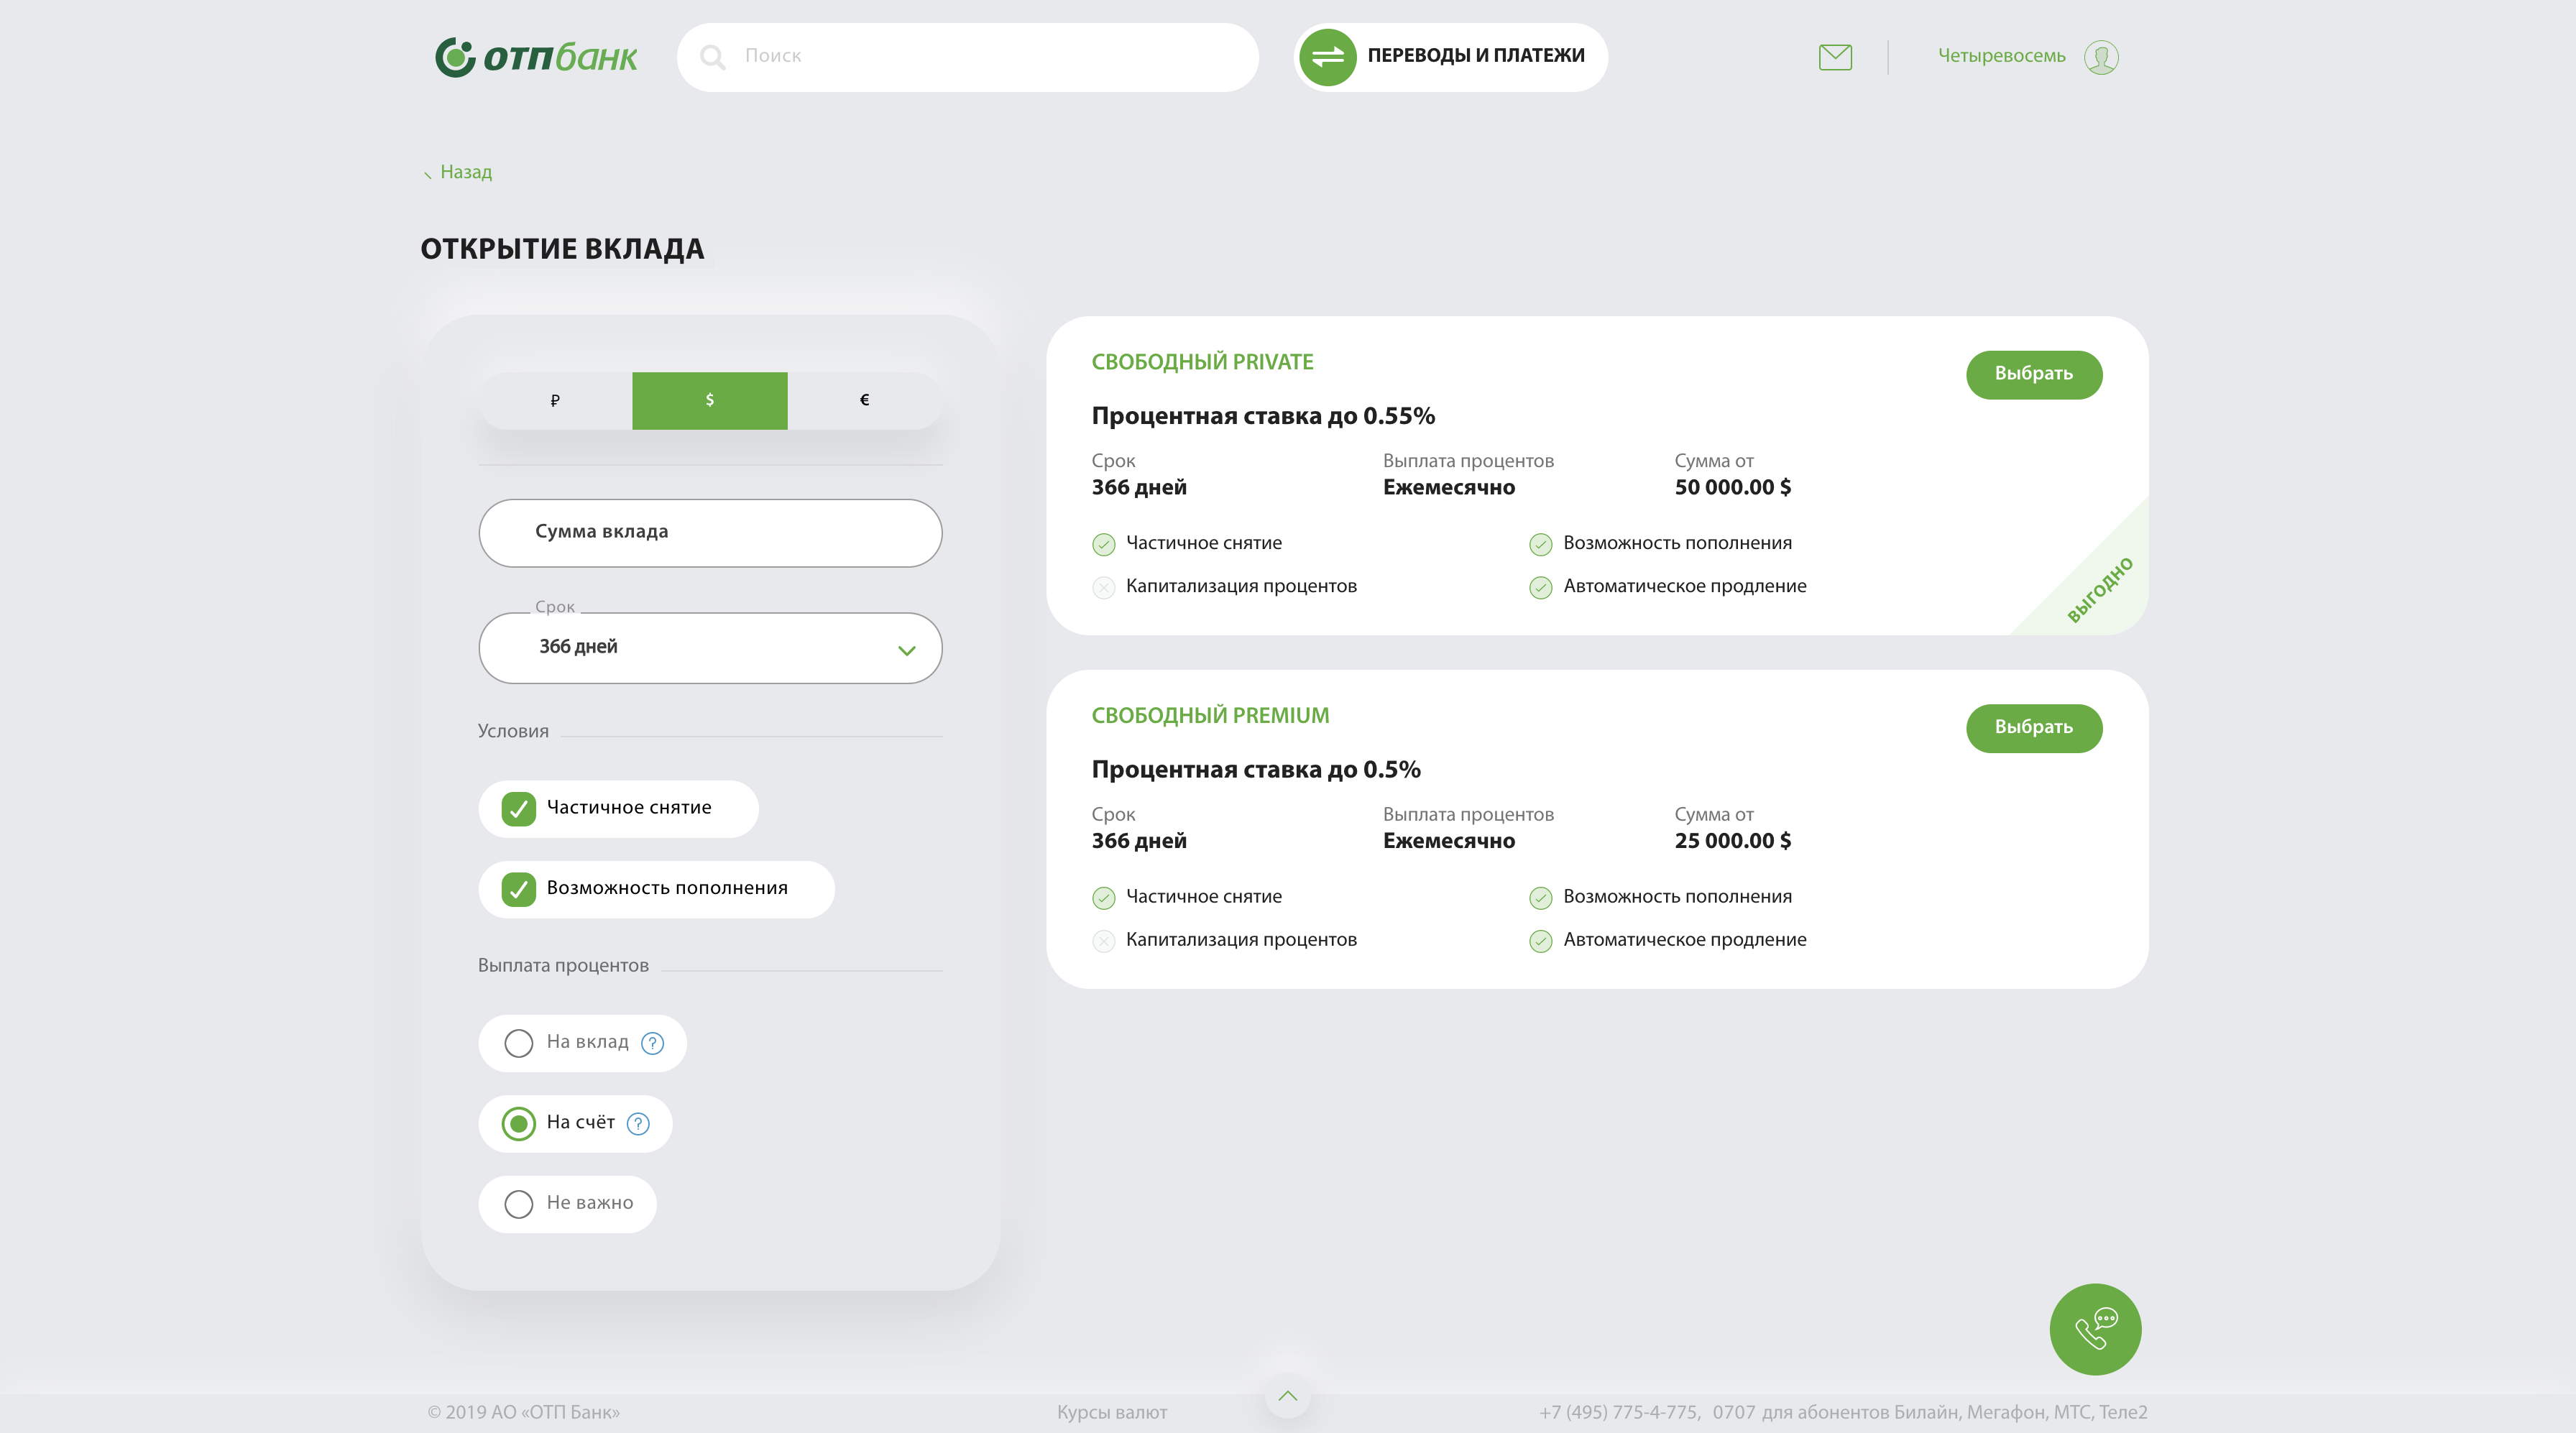 отпбанк
Поиск
ПЕРЕВОДЫ И ПЛАТЕЖИ
Четыревосемь
Назад
ОТКРЫТИЕ ВКЛАДА
₽ $ €
Сумма вклада
Срок
366 дней
Условия
Частичное снятие
Возможность пополнения
Выплата процентов
На вклад ?
На счёт ?
Не важно
СВОБОДНЫЙ PRIVATE
Выбрать
Процентная ставка до 0.55%
Срок Выплата процентов Сумма от
366 дней Ежемесячно 50 000.00 $
Частичное снятие Возможность пополнения
Капитализация процентов Автоматическое продление
ВЫГОДНО
СВОБОДНЫЙ PREMIUM
Выбрать
Процентная ставка до 0.5%
Срок Выплата процентов Сумма от
366 дней Ежемесячно 25 000.00 $
Частичное снятие Возможность пополнения
Капитализация процентов Автоматическое продление
© 2019 АО «ОТП Банк» Курсы валют +7 (495) 775-4-775, 0707 для абонентов Билайн, Мегафон, МТС, Теле2